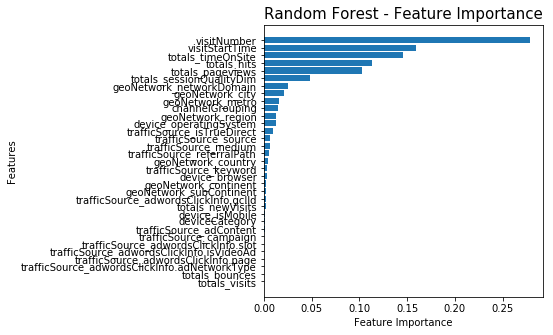 Random Forest - Feature Importance
visitNumber
visitStartTime
totals_timeOnSite
totals_hits
totals_pageviews
totals_sessionQualityDim
geoNetwork_networkDomain
geoNetwork_city
geoNetwork_metro
channelGrouping
geoNetwork_region
device_operatingSystem
trafficSource_isTrueDirect
trafficSource_source
trafficSource_medium
trafficSource_referralPath
geoNetwork_country
trafficSource_keyword
device_browser
geoNetwork_continent
geoNetwork_subContinent
trafficSource_adwordsClickInfo.gclId
totals_newVisits
device_isMobile
deviceCategory
trafficSource_adContent
trafficSource_campaign
trafficSource_adwordsClickInfo.slot
trafficSource_adwordsClickInfo.isVideoAd
trafficSource_adwordsClickInfo.page
trafficSource_adwordsClickInfo.adNetworkType
totals_bounces
totals_visits
Features
0.00 0.05 0.10 0.15 0.20 0.25
Feature Importance